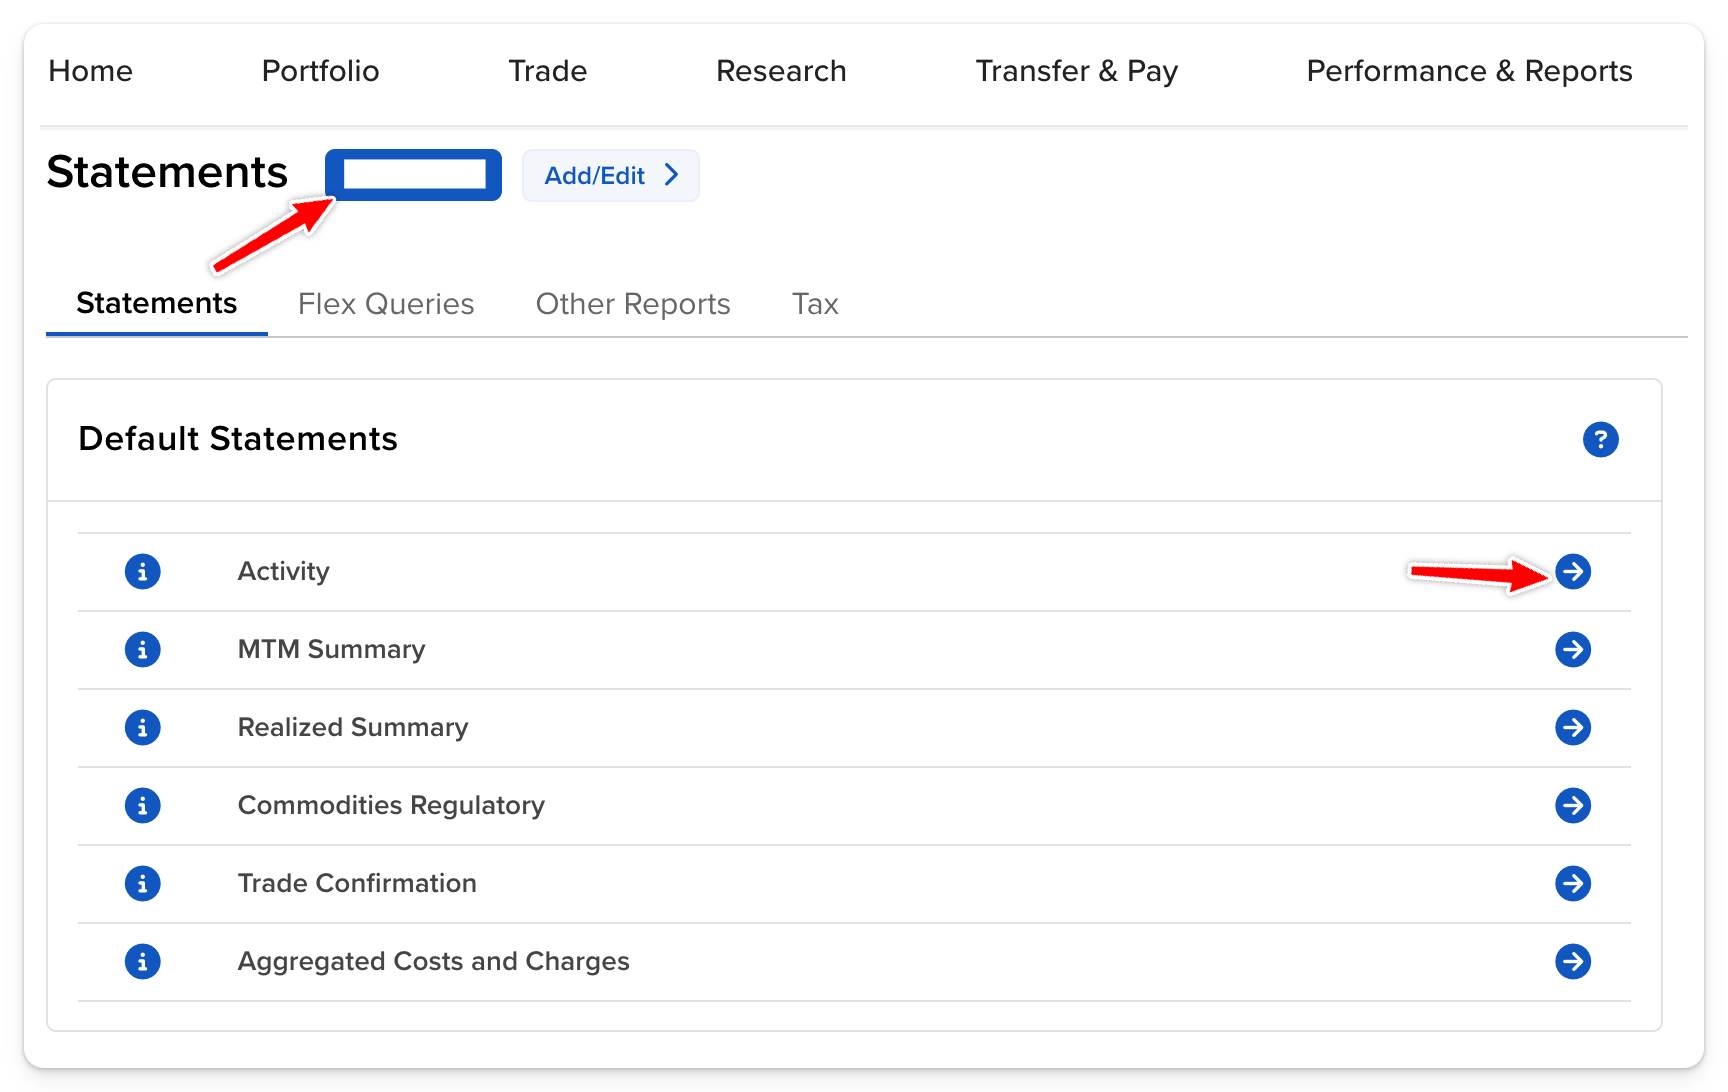 Home Portfolio Trade Research Transfer & Pay Performance & Reports
Statements Add/Edit
Statements Flex Queries Other Reports Tax
Default Statements ?
i Activity
i MTM Summary
i Realized Summary
i Commodities Regulatory
i Trade Confirmation
i Aggregated Costs and Charges